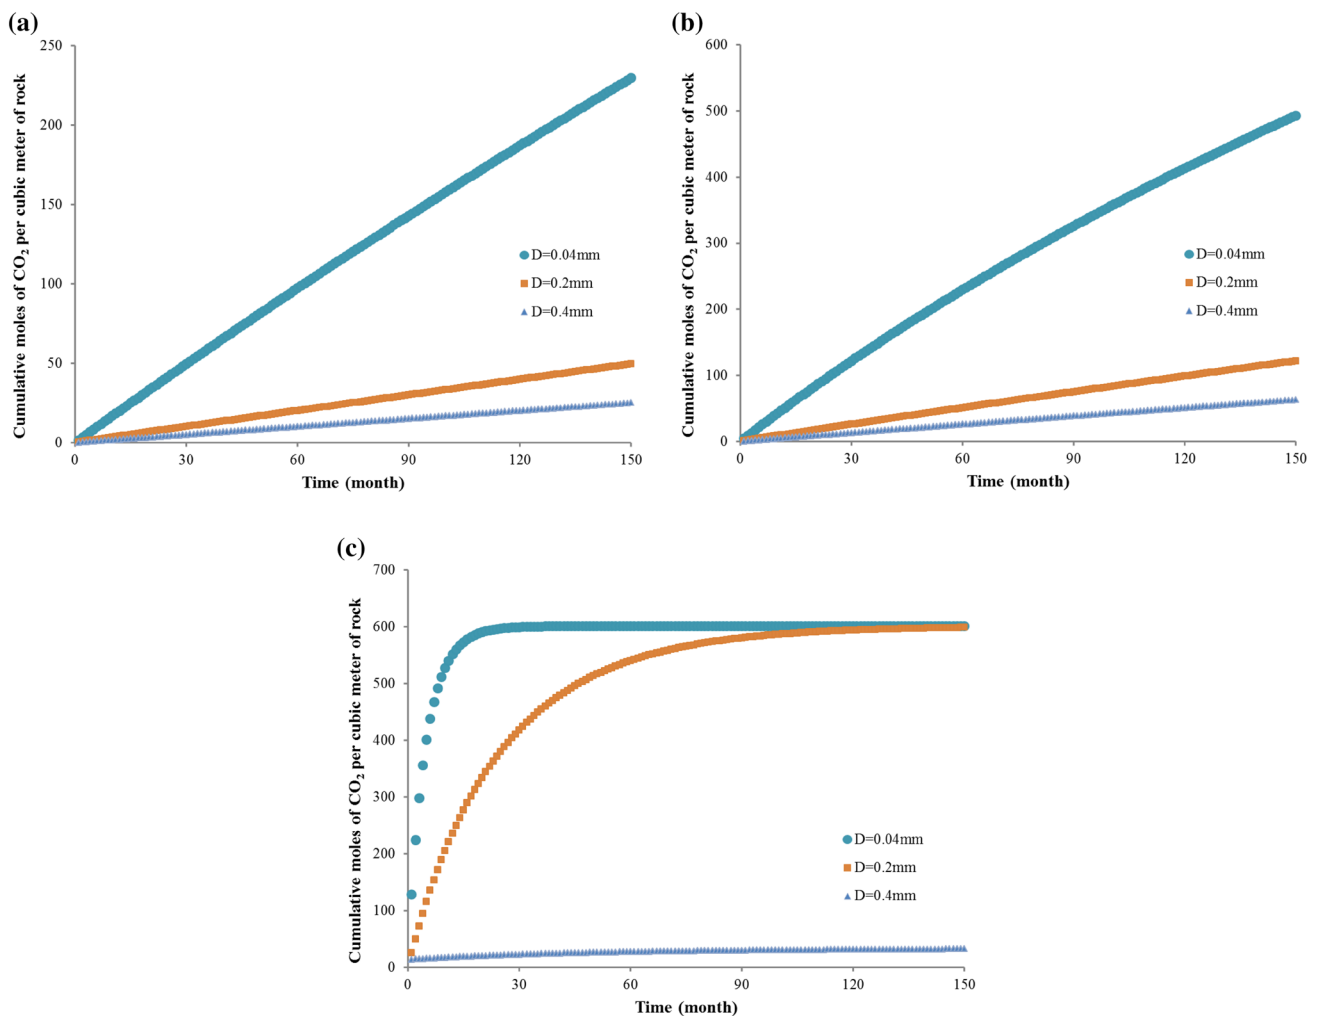 (a)
Cumulative moles of CO₂ per cubic meter of rock
250
200
150
100
50
0
0 30 60 90 120 150
Time (month)
D=0.04mm
D=0.2mm
D=0.4mm
(b)
Cumulative moles of CO₂ per cubic meter of rock
600
500
400
300
200
100
0
0 30 60 90 120 150
Time (month)
D=0.04mm
D=0.2mm
D=0.4mm
(c)
Cumulative moles of CO₂ per cubic meter of rock
700
600
500
400
300
200
100
0
0 30 60 90 120 150
Time (month)
D=0.04mm
D=0.2mm
D=0.4mm